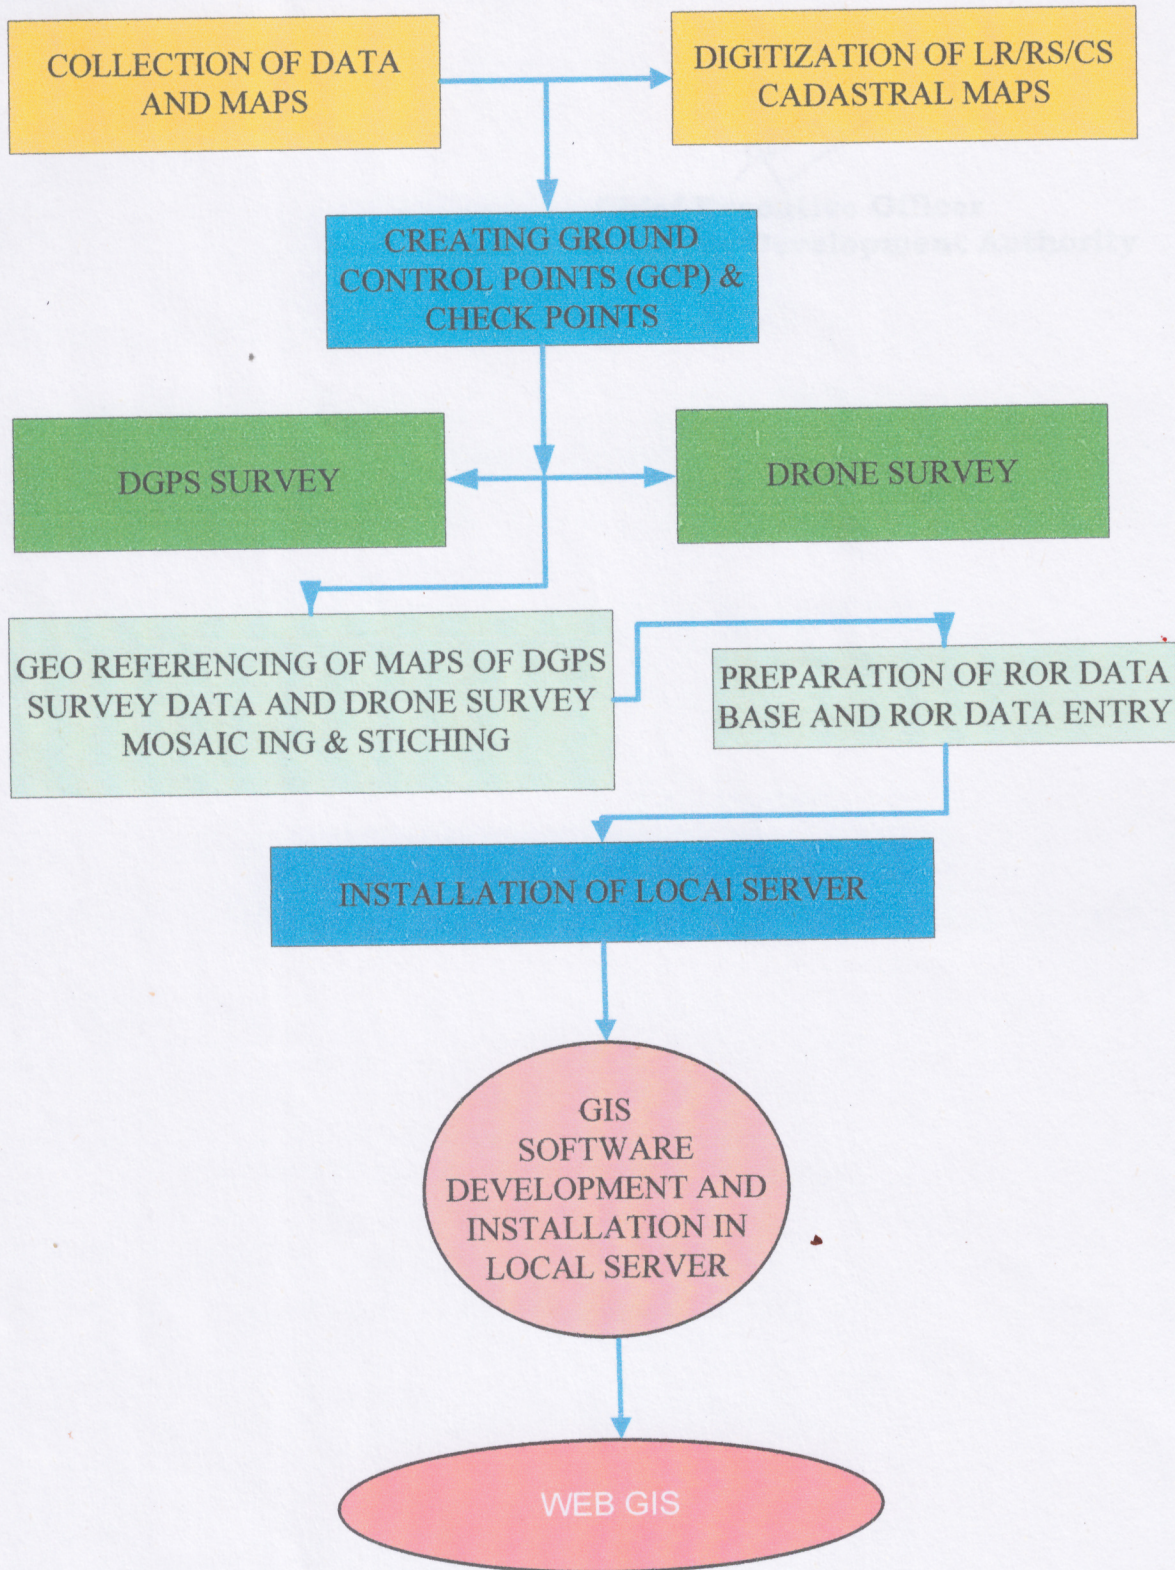 COLLECTION OF DATA
AND MAPS
DIGITIZATION OF LR/RS/CS
CADASTRAL MAPS
CREATING GROUND
CONTROL POINTS (GCP) &
CHECK POINTS
DGPS SURVEY
DRONE SURVEY
GEO REFERENCING OF MAPS OF DGPS
SURVEY DATA AND DRONE SURVEY
MOSAIC ING & STICHING
PREPARATION OF ROR DATA
BASE AND ROR DATA ENTRY
INSTALLATION OF LOCAl SERVER
GIS
SOFTWARE
DEVELOPMENT AND
INSTALLATION IN
LOCAL SERVER
WEB GIS